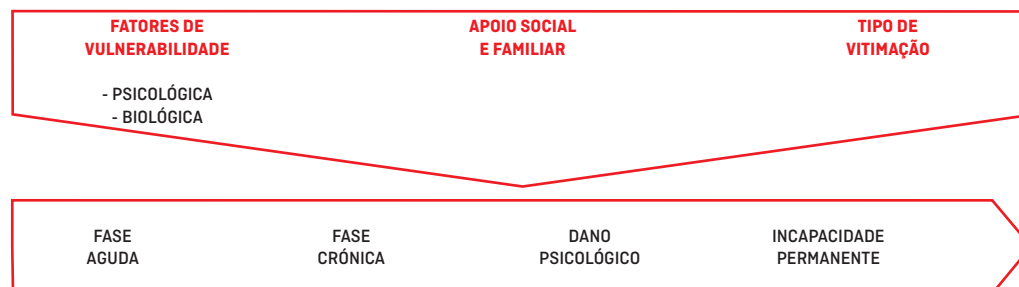 FATORES DE
VULNERABILIDADE
- PSICOLÓGICA
- BIOLÓGICA
APOIO SOCIAL
E FAMILIAR
TIPO DE
VITIMAÇÃO
FASE
AGUDA
FASE
CRÓNICA
DANO
PSICOLÓGICO
INCAPACIDADE
PERMANENTE